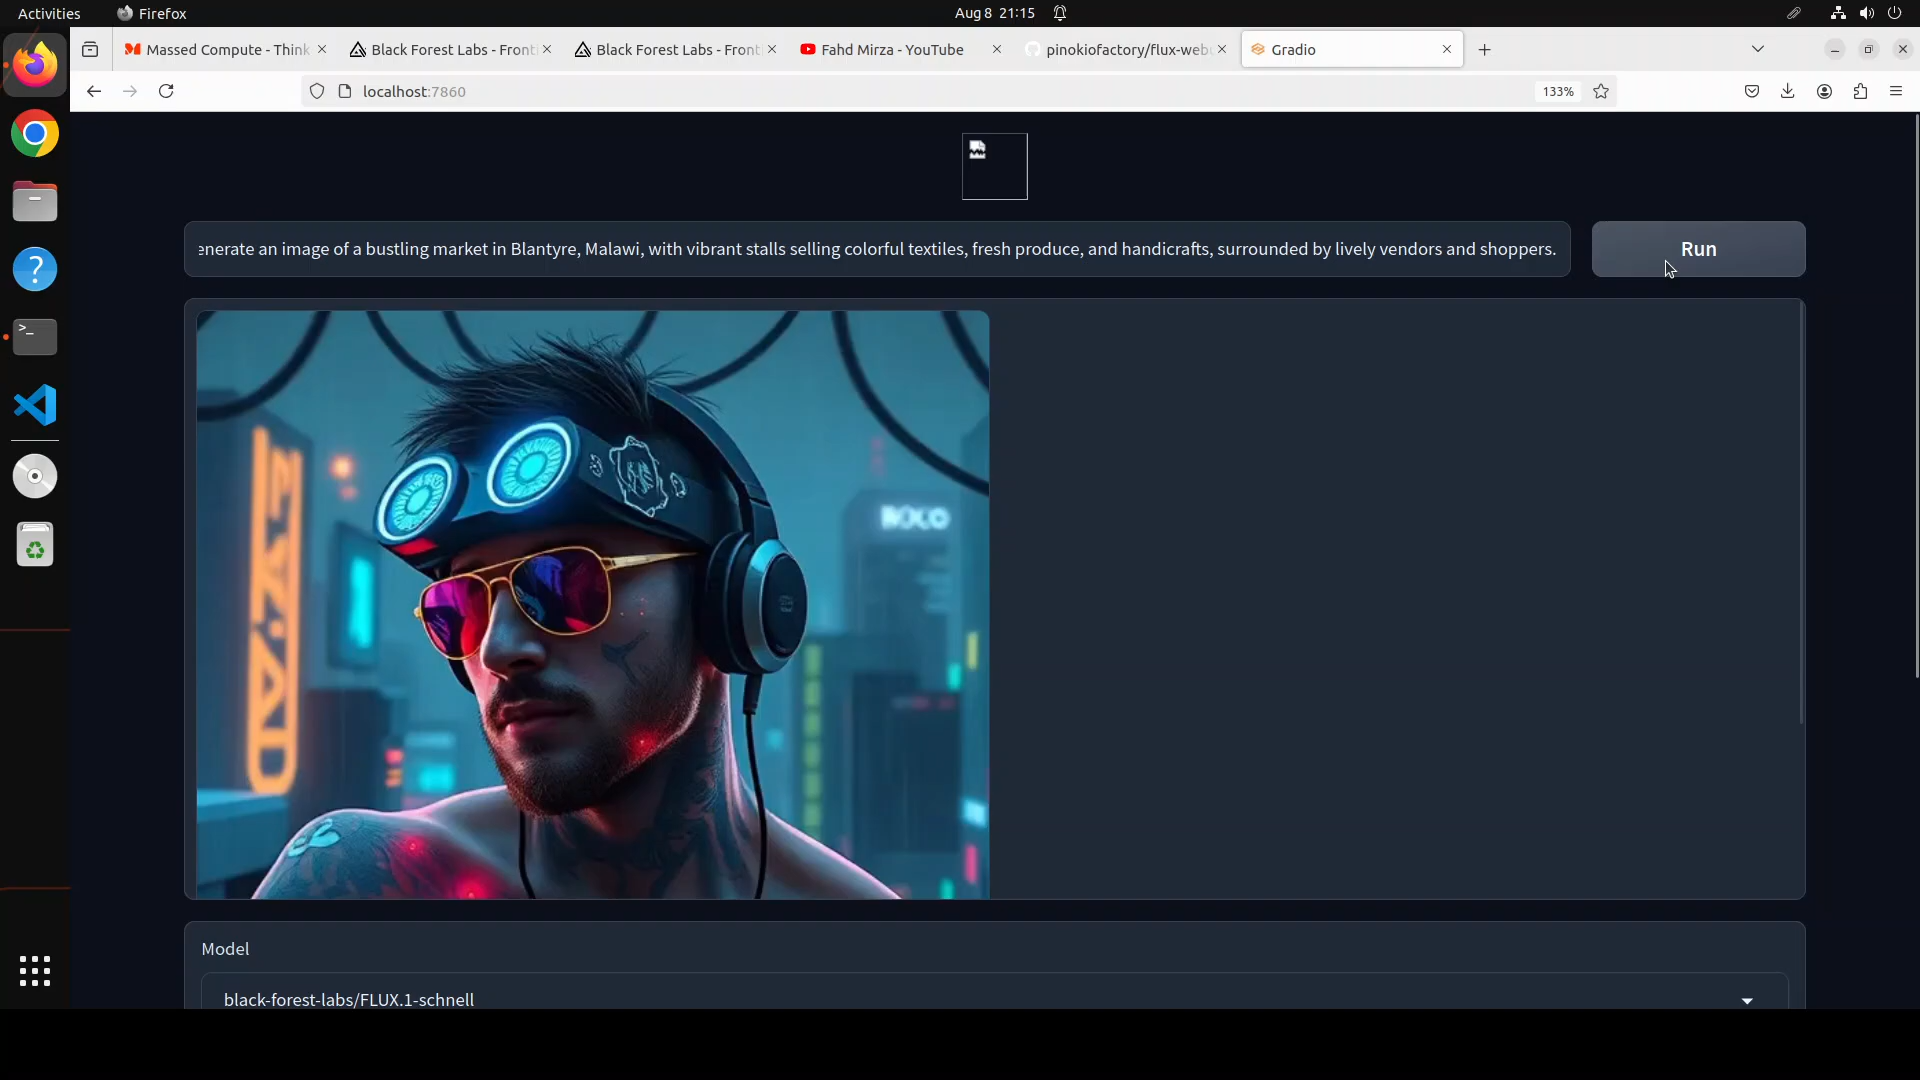 Activities
Firefox
Aug 8 21:15
Massed Compute - Think
Black Forest Labs - Fronti
Black Forest Labs - Front
Fahd Mirza - YouTube
pinokiofactory/flux-webu
Gradio
localhost:7860
133%
enerate an image of a bustling market in Blantyre, Malawi, with vibrant stalls selling colorful textiles, fresh produce, and handicrafts, surrounded by lively vendors and shoppers.
Run
Model
black-forest-labs/FLUX.1-schnell